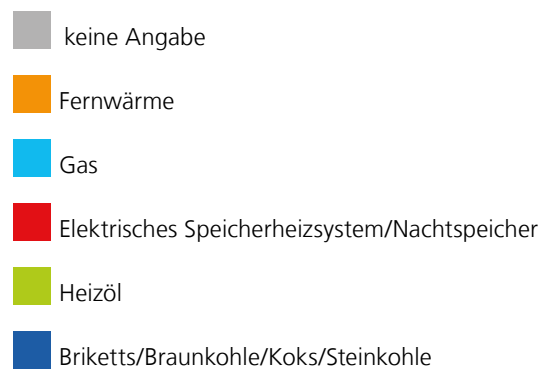 keine Angabe
Fernwärme
Gas
Elektrisches Speicherheizsystem/Nachtspeicher
Heizöl
Briketts/Braunkohle/Koks/Steinkohle